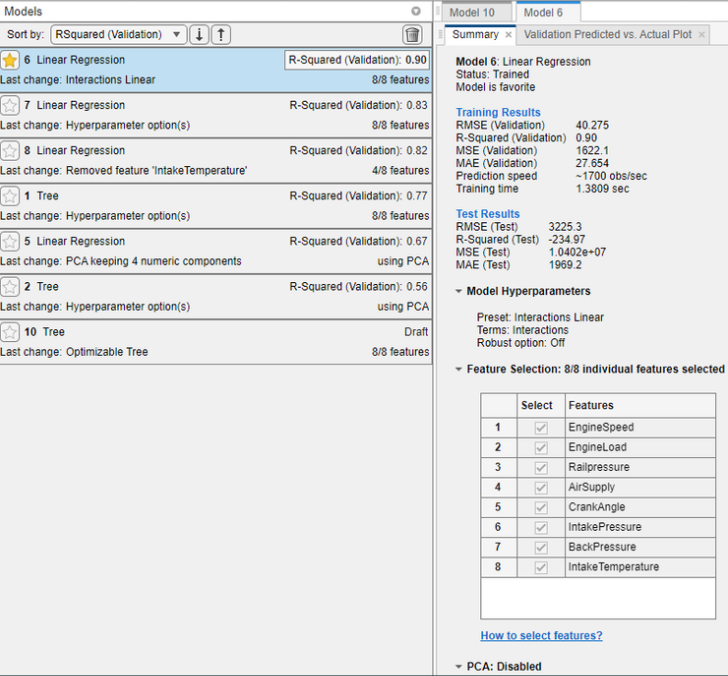 Models
Sort by: RSquared (Validation)
6 Linear Regression R-Squared (Validation): 0.90
Last change: Interactions Linear 8/8 features
7 Linear Regression R-Squared (Validation): 0.83
Last change: Hyperparameter option(s) 8/8 features
8 Linear Regression R-Squared (Validation): 0.82
Last change: Removed feature 'IntakeTemperature' 4/8 features
1 Tree R-Squared (Validation): 0.77
Last change: Hyperparameter option(s) 8/8 features
5 Linear Regression R-Squared (Validation): 0.67
Last change: PCA keeping 4 numeric components using PCA
2 Tree R-Squared (Validation): 0.56
Last change: Hyperparameter option(s) using PCA
10 Tree Draft
Last change: Optimizable Tree 8/8 features
Model 10 Model 6
Summary Validation Predicted vs. Actual Plot
Model 6: Linear Regression
Status: Trained
Model is favorite
Training Results
RMSE (Validation) 40.275
R-Squared (Validation) 0.90
MSE (Validation) 1622.1
MAE (Validation) 27.654
Prediction speed ~1700 obs/sec
Training time 1.3809 sec
Test Results
RMSE (Test) 3225.3
R-Squared (Test) -234.97
MSE (Test) 1.0402e+07
MAE (Test) 1969.2
Model Hyperparameters
Preset: Interactions Linear
Terms: Interactions
Robust option: Off
Feature Selection: 8/8 individual features selected
Select Features
1 EngineSpeed
2 EngineLoad
3 Railpressure
4 AirSupply
5 CrankAngle
6 IntakePressure
7 BackPressure
8 IntakeTemperature
How to select features?
PCA: Disabled